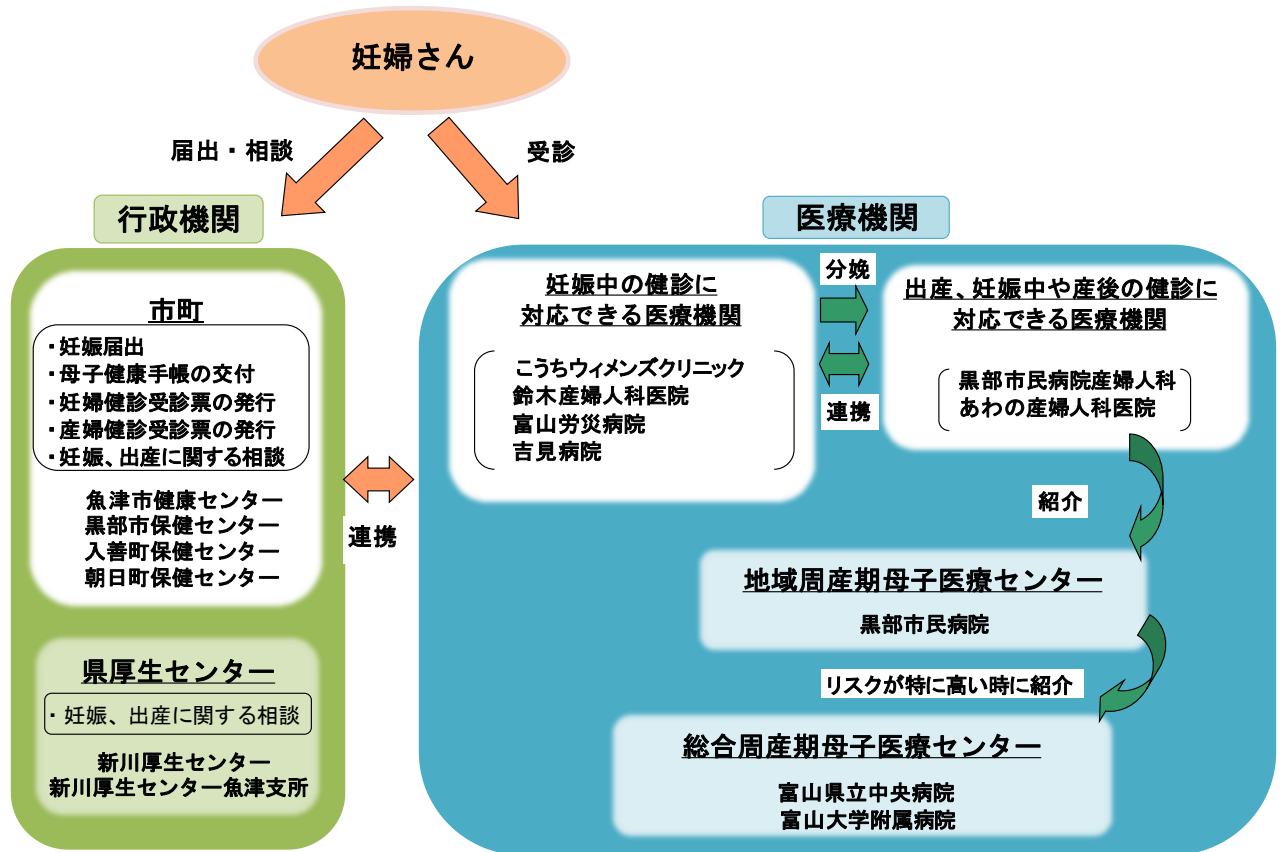 妊婦さん
届出・相談
受診
行政機関
市町
・妊娠届出
・母子健康手帳の交付
・妊婦健診受診票の発行
・産婦健診受診票の発行
・妊娠、出産に関する相談
魚津市健康センター
黒部市保健センター
入善町保健センター
朝日町保健センター
県厚生センター
・妊娠、出産に関する相談
新川厚生センター
新川厚生センター魚津支所
連携
医療機関
妊娠中の健診に
対応できる医療機関
こうちウィメンズクリニック
鈴木産婦人科医院
富山労災病院
吉見病院
分娩
連携
出産、妊娠中や産後の健診に
対応できる医療機関
黒部市民病院産婦人科
あわの産婦人科医院
紹介
地域周産期母子医療センター
黒部市民病院
リスクが特に高い時に紹介
総合周産期母子医療センター
富山県立中央病院
富山大学附属病院